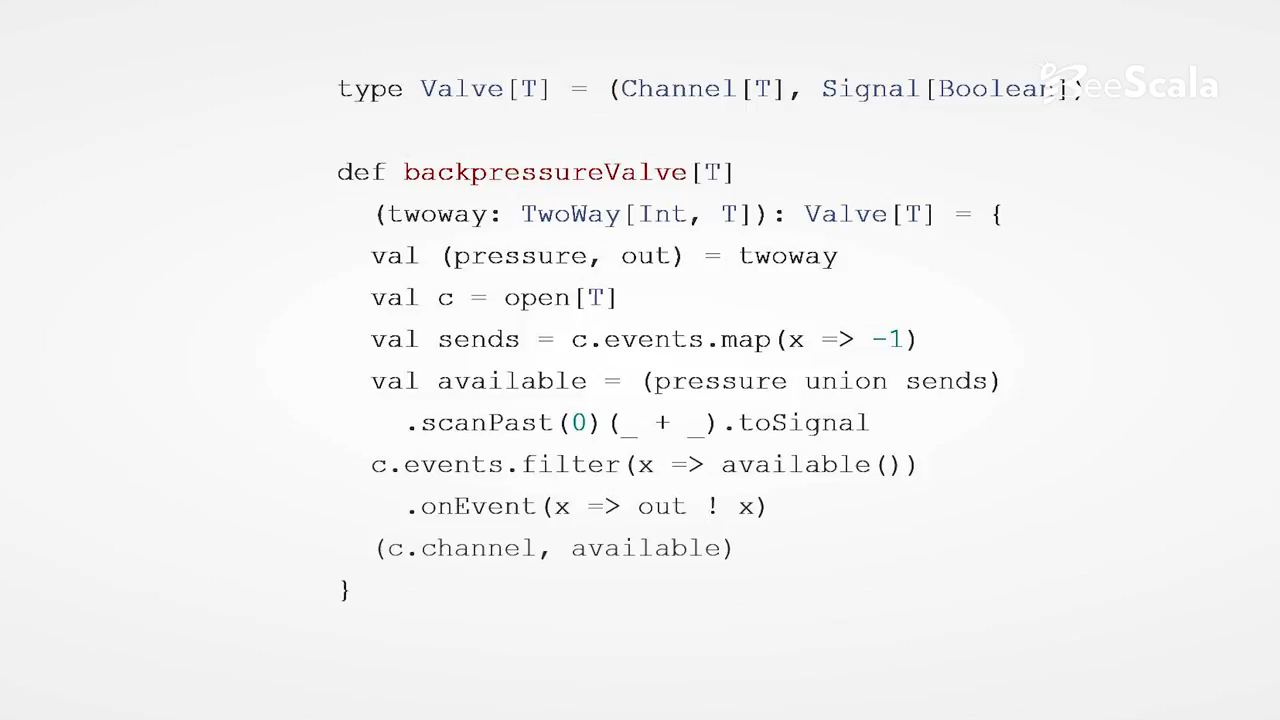 BeeScala
type Valve[T] = (Channel[T], Signal[Boolean])
def backpressureValve[T]
(twoway: TwoWay[Int, T]): Valve[T] = {
val (pressure, out) = twoway
val c = open[T]
val sends = c.events.map(x => -1)
val available = (pressure union sends)
.scanPast(0)(_ + _).toSignal
c.events.filter(x => available())
.onEvent(x => out ! x)
(c.channel, available)
}